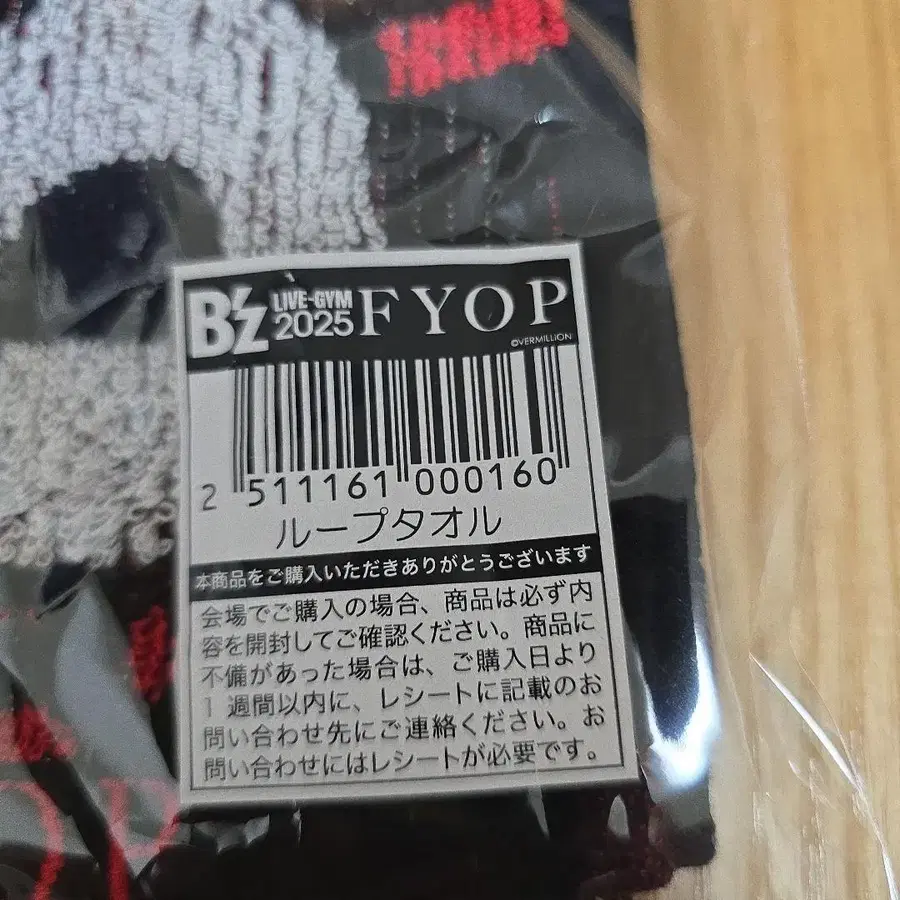 B'z LIVE-GYM 2025 FYOP
©VERMILLION
2 511161 000160
ループタオル
本商品をご購入いただきありがとうございます
会場でご購入の場合、商品は必ず内
容を開封してご確認ください。商品に
不備があった場合は、ご購入日より
1週間以内に、レシートに記載のお
問い合わせ先にご連絡ください。お
問い合わせにはレシートが必要です。
OP